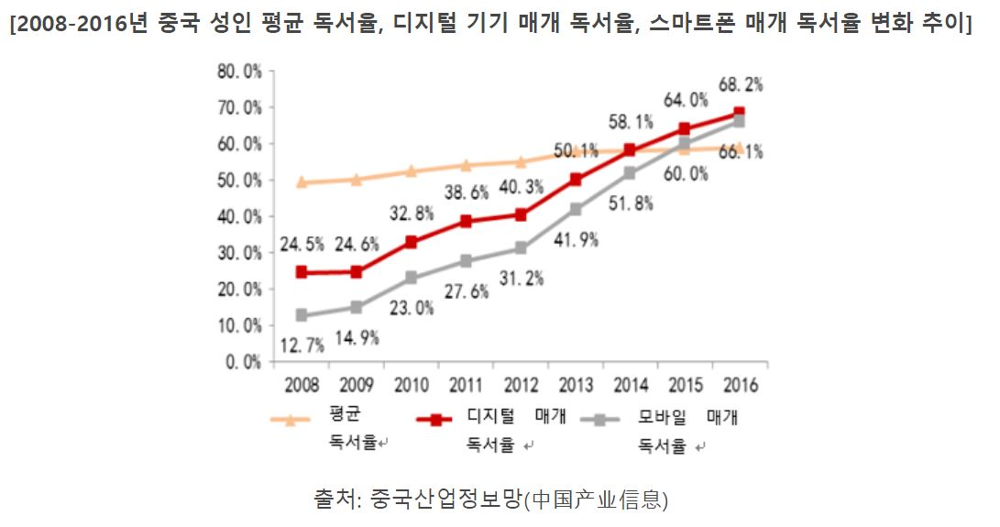 [2008-2016년 중국 성인 평균 독서율, 디지털 기기 매개 독서율, 스마트폰 매개 독서율 변화 추이]
80.0%
70.0%
60.0%
50.0%
40.0%
30.0%
20.0%
10.0%
0.0%
24.5% 24.6% 32.8% 38.6% 40.3% 50.1% 58.1% 64.0% 68.2%
12.7% 14.9% 23.0% 27.6% 31.2% 41.9% 51.8% 60.0% 66.1%
2008 2009 2010 2011 2012 2013 2014 2015 2016
평균 디지털 매개 모바일 매개
독서율↵ 독서율 ↵ 독서율 ↵
출처: 중국산업정보망(中国产业信息)